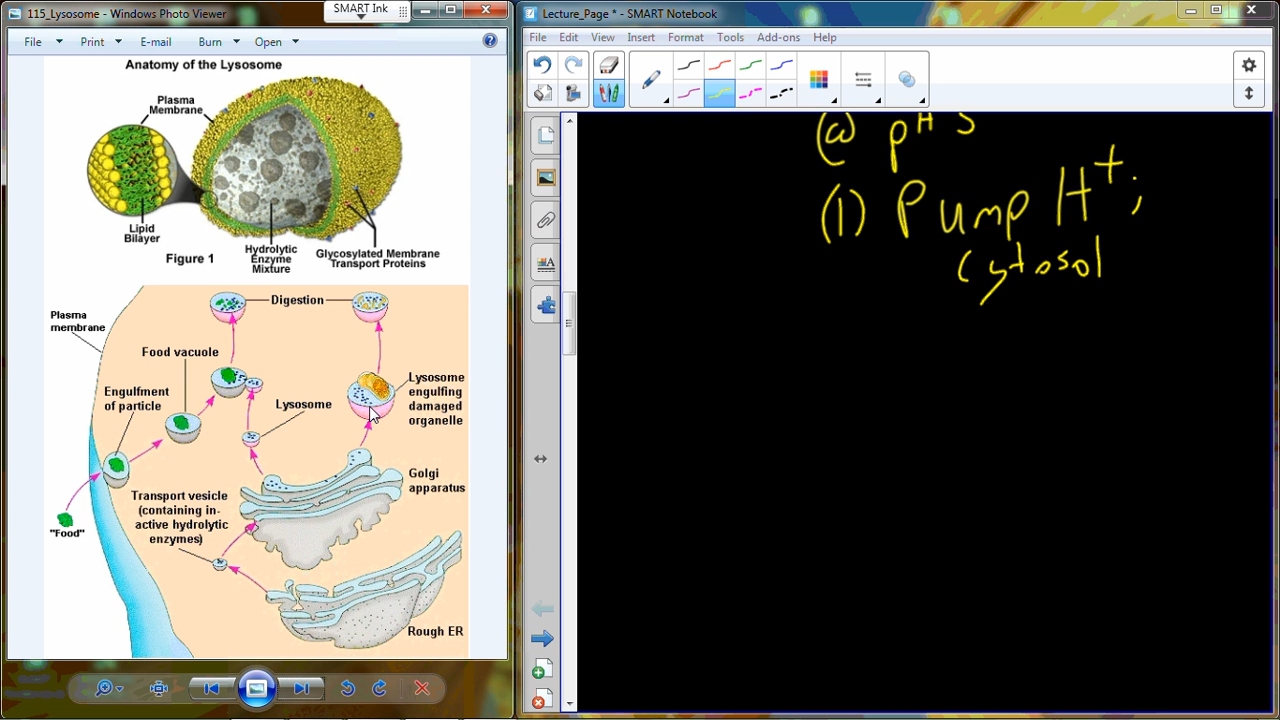 115_Lysosome - Windows Photo Viewer
SMART Ink
File Print E-mail Burn Open
Anatomy of the Lysosome
Plasma
Membrane
Lipid
Bilayer
Figure 1
Hydrolytic
Enzyme
Mixture
Glycosylated Membrane
Transport Proteins
Digestion
Plasma
membrane
Food vacuole
Engulfment
of particle
Lysosome
Lysosome
engulfing
damaged
organelle
Golgi
apparatus
Transport vesicle
(containing in-
active hydrolytic
enzymes)
"Food"
Rough ER
Lecture_Page * - SMART Notebook
File Edit View Insert Format Tools Add-ons Help
(a) pH 5
(1) Pump H+;
cytosol